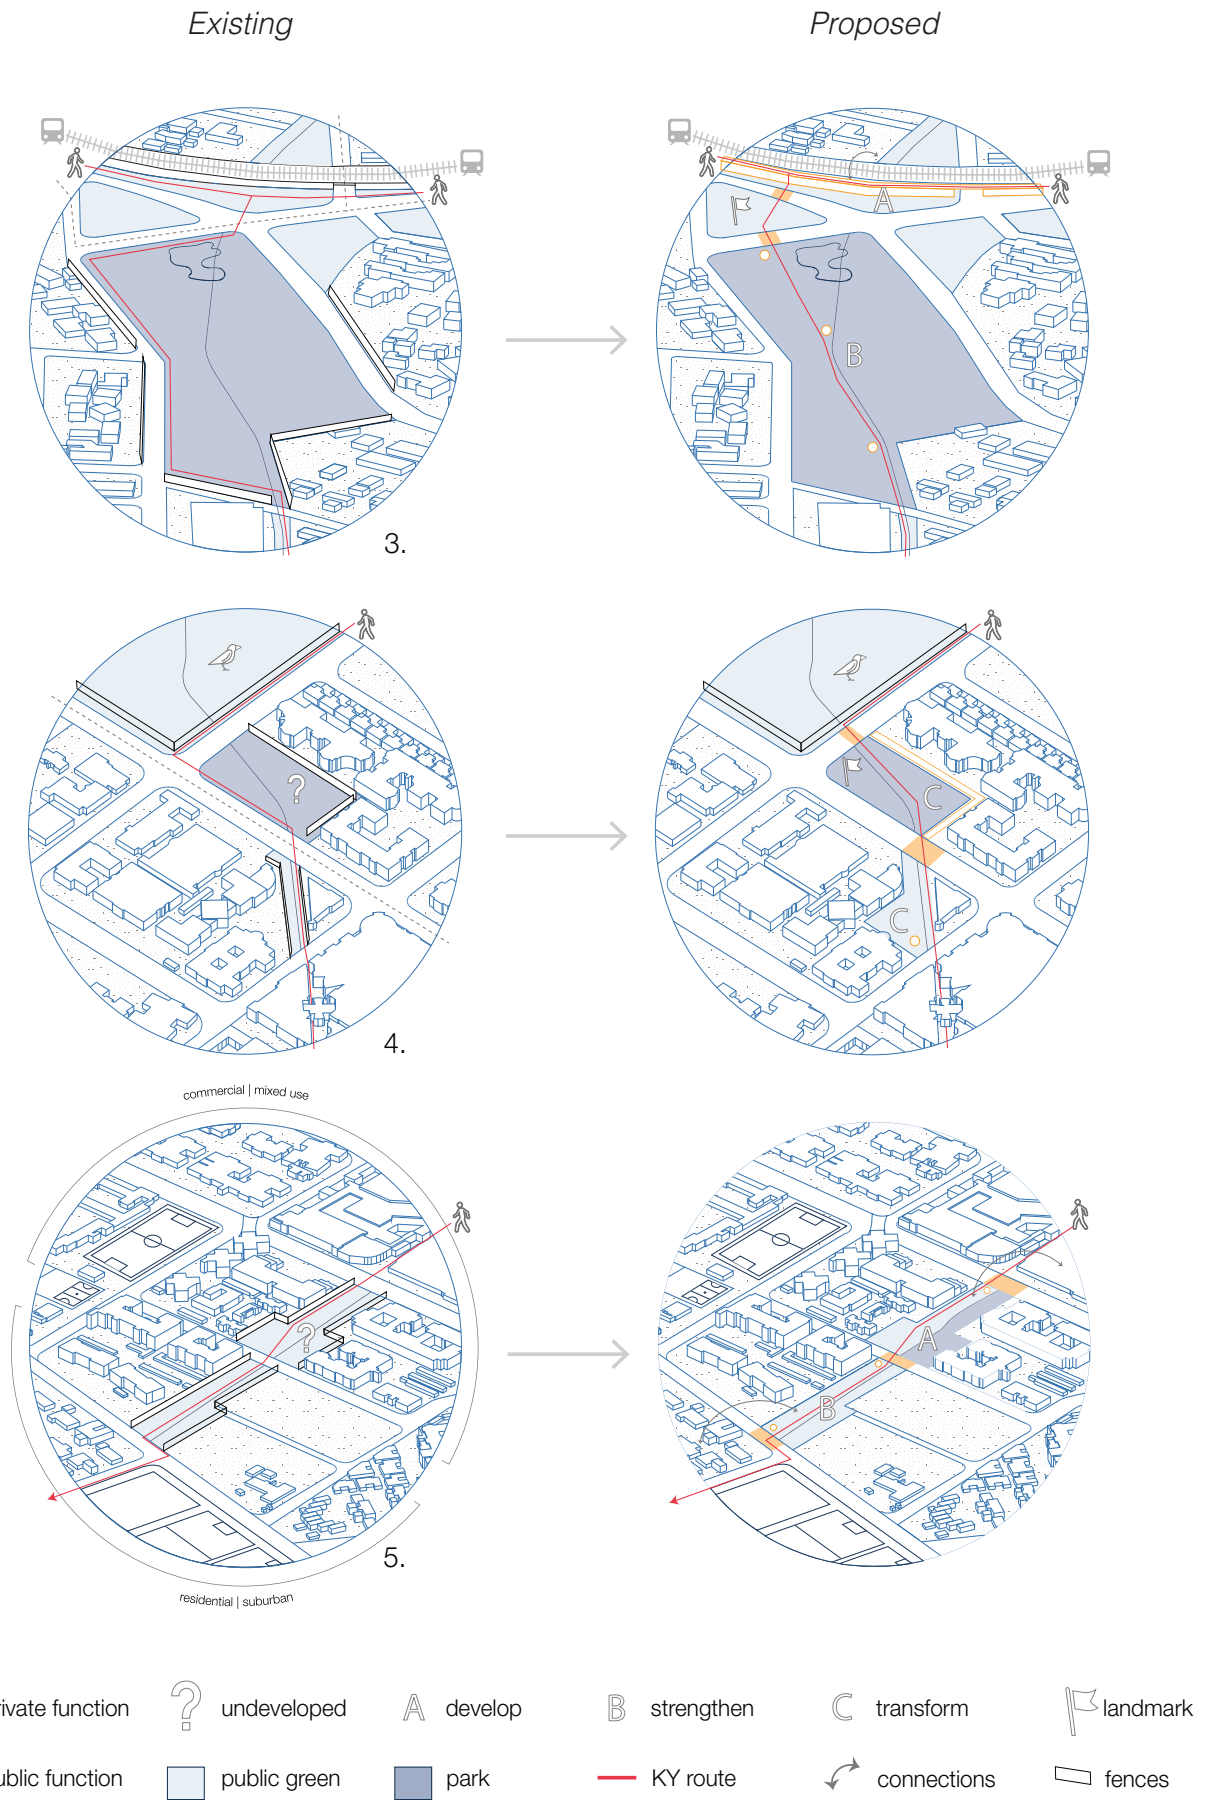 Existing Proposed
A
B
3.
?
C
C
4.
commercial | mixed use
?
A
B
5.
residential | suburban
rivate function ? undeveloped A develop B strengthen C transform landmark
ublic function public green park KY route connections fences